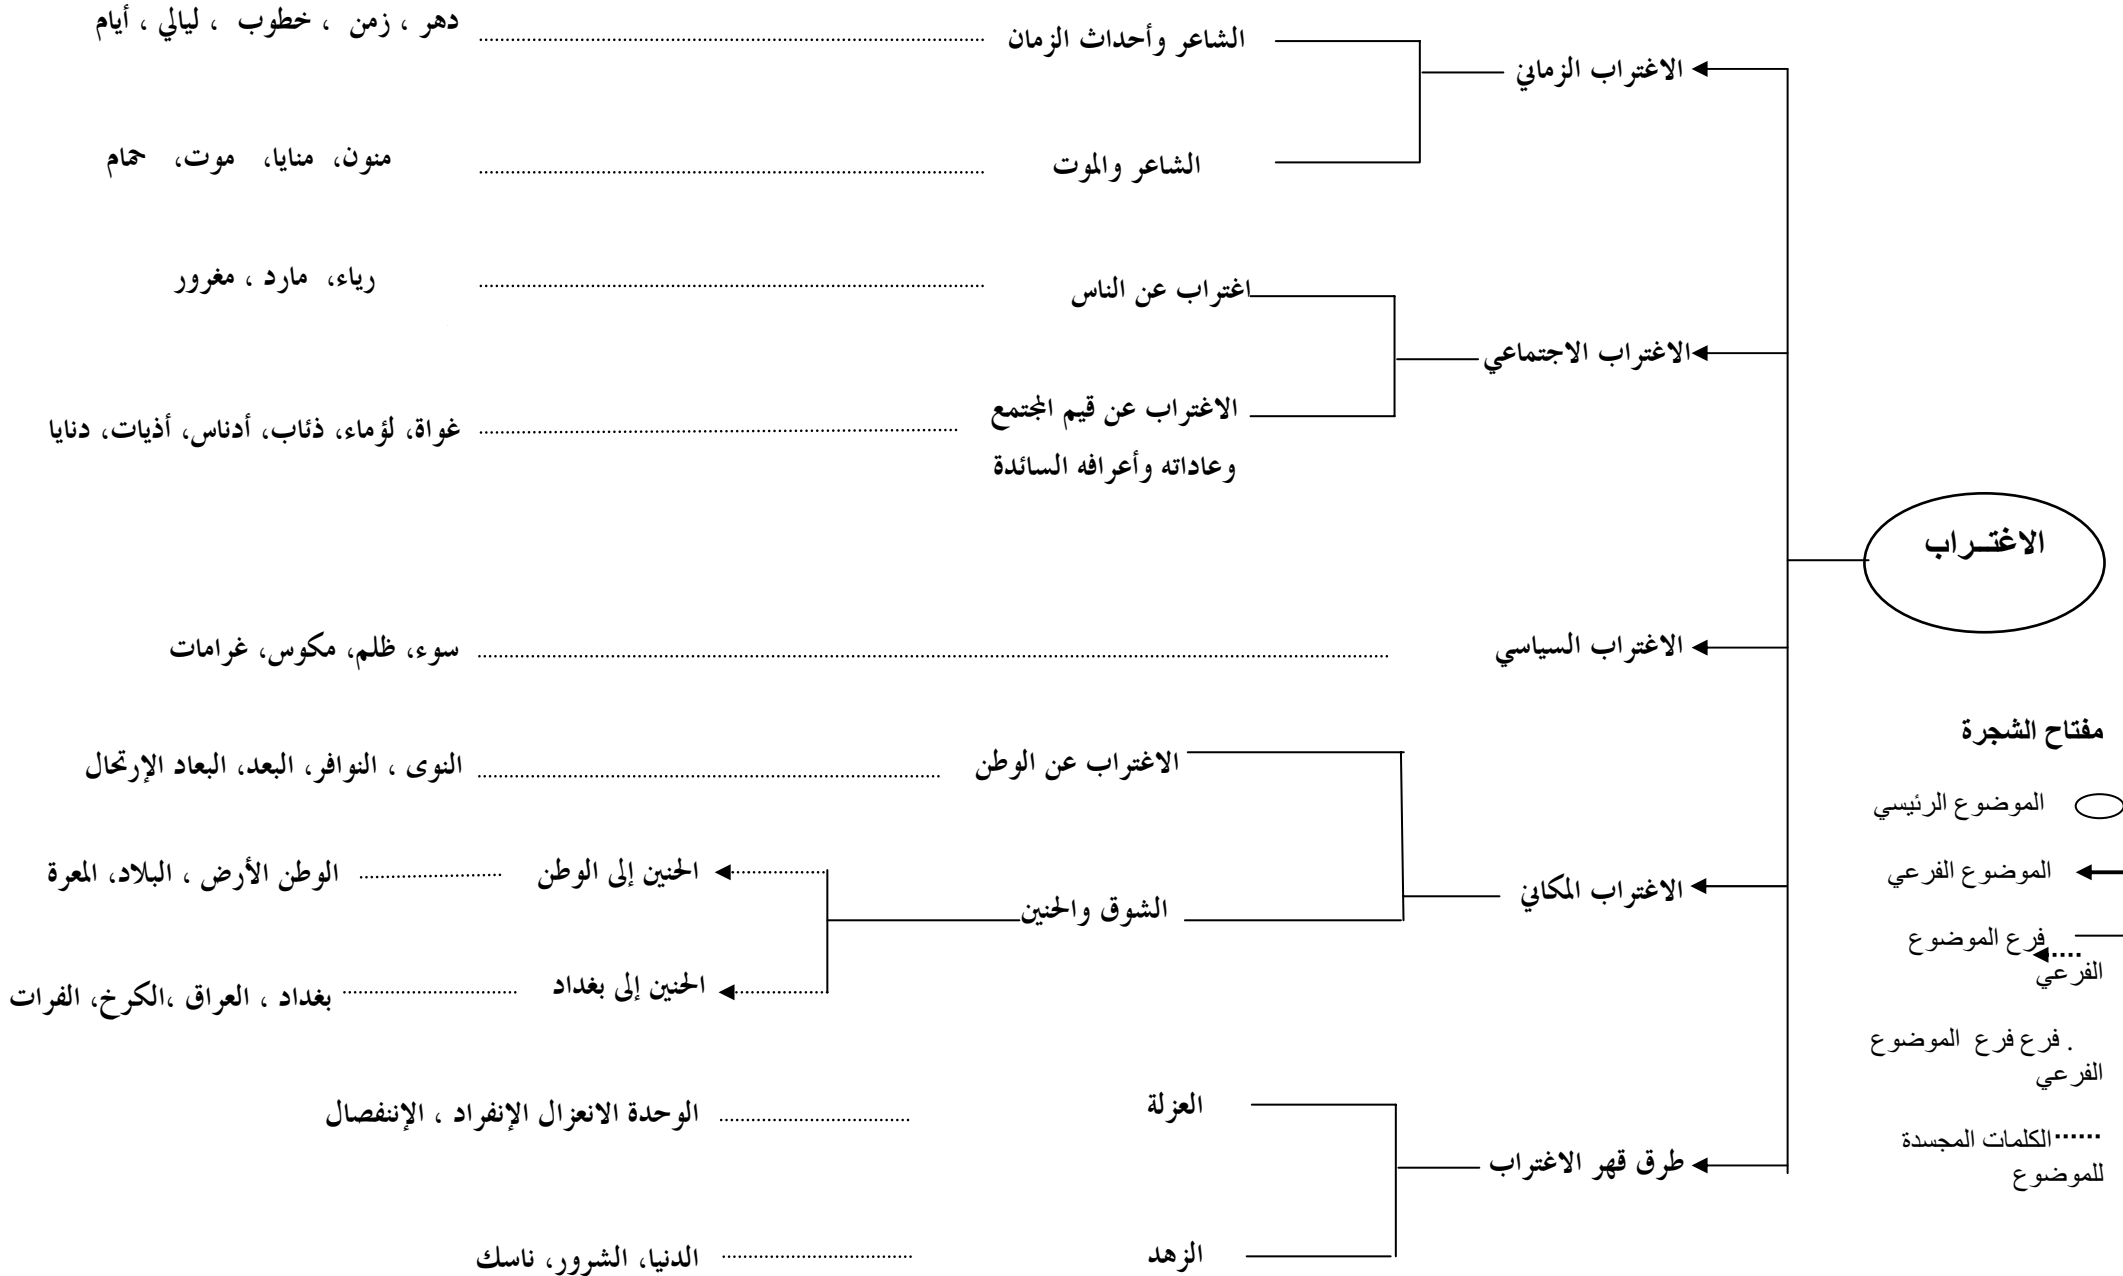 الاغتـراب
الاغتراب الزماني
الشاعر وأحداث الزمان
دهر ، زمن ، خطوب ، ليالي ، أيام
الشاعر والموت
منون، منايا، موت، حمام
الاغتراب الاجتماعي
اغتراب عن الناس
رياء، مارد ، مغرور
الاغتراب عن قيم المجتمع
وعاداته وأعرافه السائدة
غواة، لؤماء، ذئاب، أدناس، أذيات، دنايا
الاغتراب السياسي
سوء، ظلم، مكوس، غرامات
الاغتراب المكاني
الاغتراب عن الوطن
النوى ، النوافر، البعد، البعاد الإرتحال
الشوق والحنين
الحنين إلى الوطن
الوطن الأرض ، البلاد، المعرة
الحنين إلى بغداد
بغداد ، العراق ،الكرخ، الفرات
طرق قهر الاغتراب
العزلة
الوحدة الانعزال الإنفراد ، الإننفصال
الزهد
الدنيا، الشرور، ناسك
مفتاح الشجرة
الموضوع الرئيسي
الموضوع الفرعي
فرع الموضوع
الفرعي
. فرع فرع الموضوع
الفرعي
الكلمات المجسدة
للموضوع